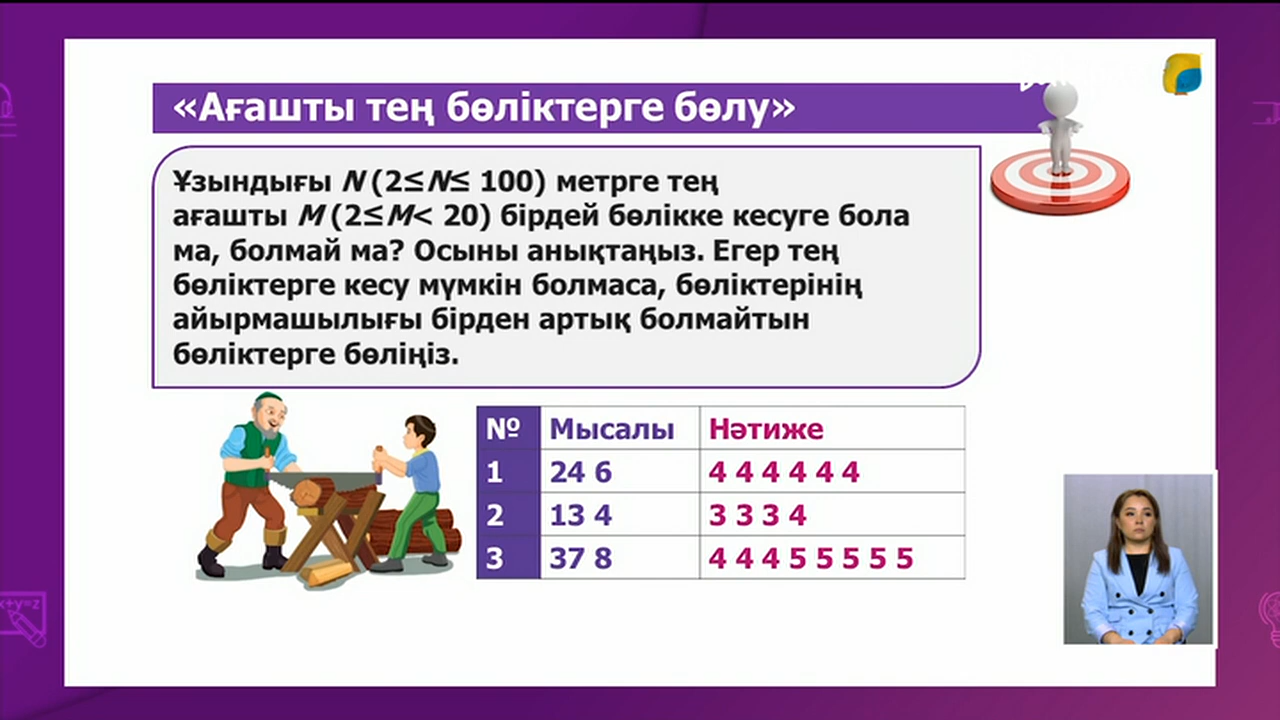 «Ағашты тең бөліктерге бөлу»
Ұзындығы N (2≤N≤ 100) метрге тең
ағашты M (2≤M< 20) бірдей бөлікке кесуге бола
ма, болмай ма? Осыны анықтаңыз. Егер тең
бөліктерге кесу мүмкін болмаса, бөліктерінің
айырмашылығы бірден артық болмайтын
бөліктерге бөліңіз.
№ Мысалы Нәтиже
1 24 6 4 4 4 4 4 4
2 13 4 3 3 3 4
3 37 8 4 4 4 5 5 5 5 5
x+y=z